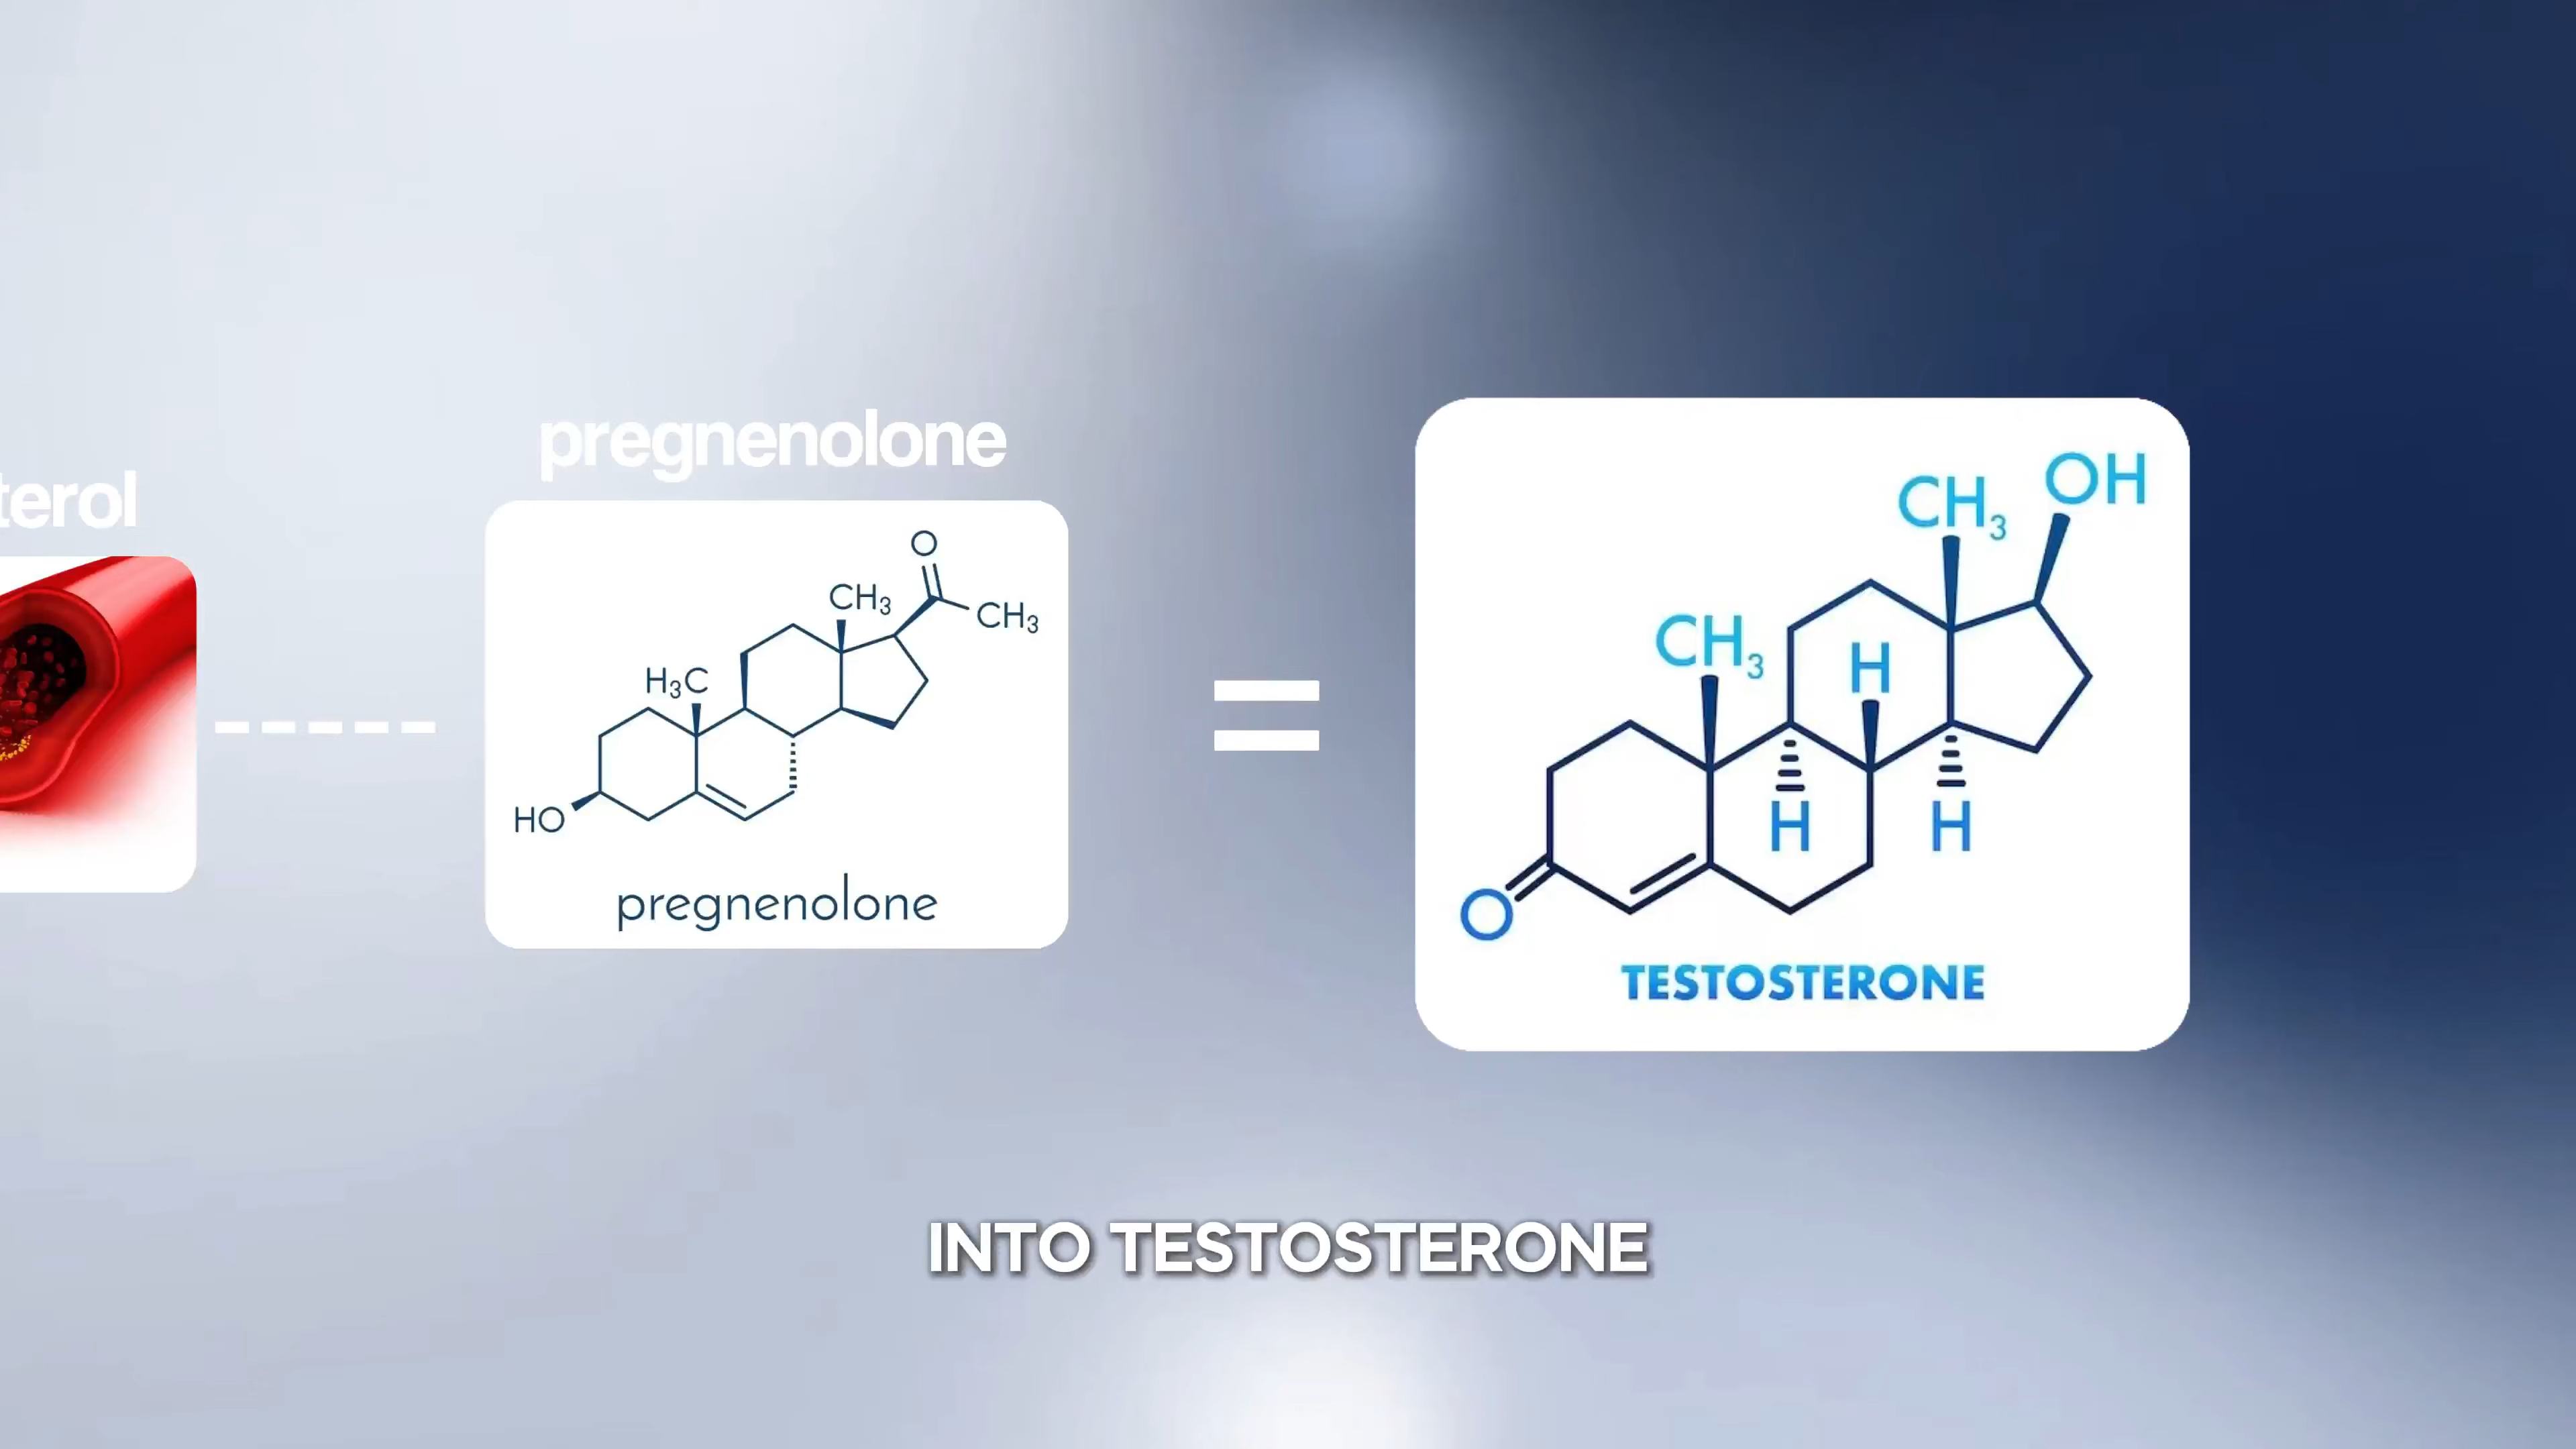 terol
pregnenolone
O
CH3
CH3
H3C
HO
pregnenolone
OH
CH3
CH3
H
H
H
O
TESTOSTERONE
INTO TESTOSTERONE